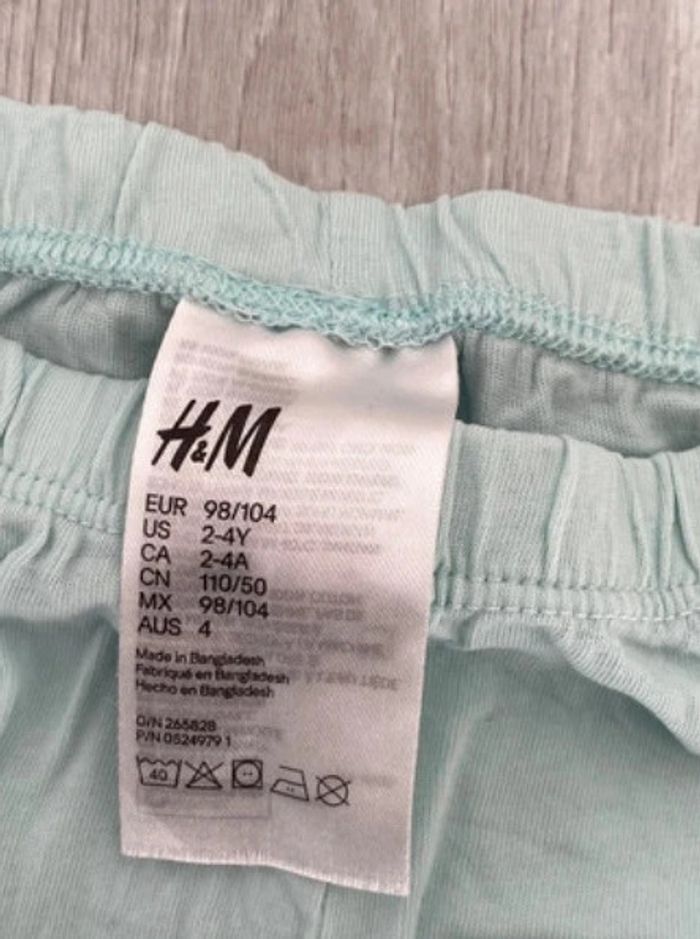 H&M
EUR 98/104
US 2-4Y
CA 2-4A
CN 110/50
MX 98/104
AUS 4
Made in Bangladesh
Fabriqué en Bangladesh
Hecho en Bangladesh
O/N 265828
P/N 0524979 1
40